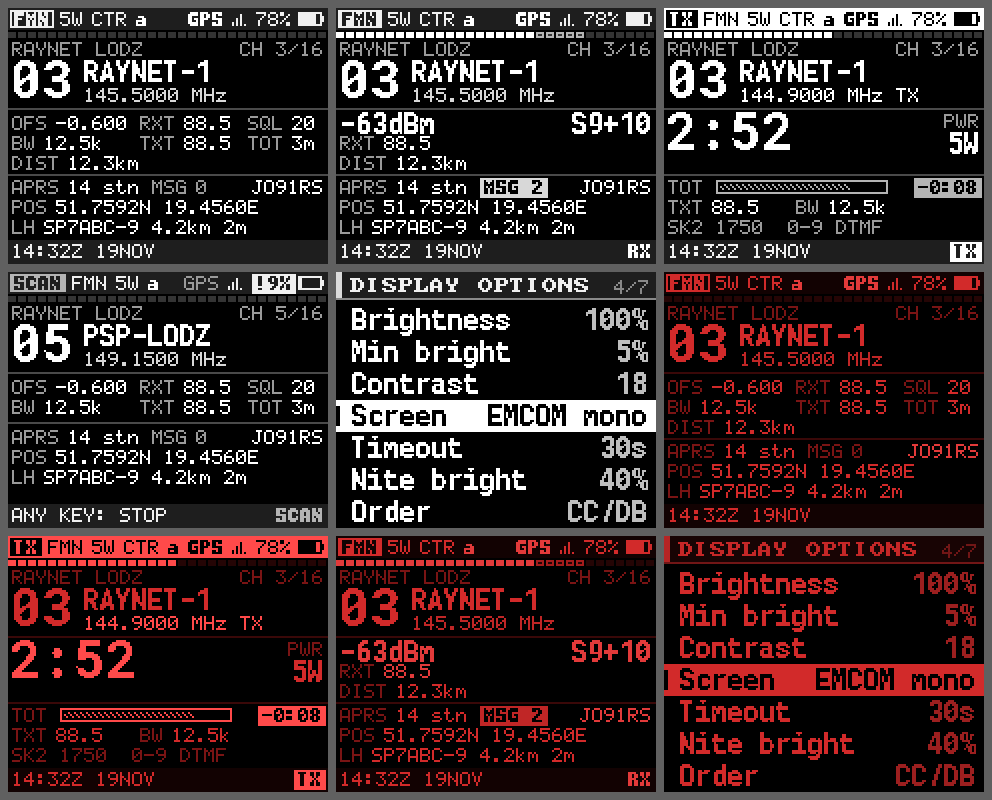 FMN 5W CTR a GPS 78%
RAYNET LODZ CH 3/16
03 RAYNET-1
145.5000 MHz
OFS -0.600 RXT 88.5 SQL 20
BW 12.5k TXT 88.5 TOT 3m
DIST 12.3km
APRS 14 stn MSG 0 JO91RS
POS 51.7592N 19.4560E
LH SP7ABC-9 4.2km 2m
14:32Z 19NOV
FMN 5W CTR a GPS 78%
RAYNET LODZ CH 3/16
03 RAYNET-1
145.5000 MHz
-63dBm S9+10
RXT 88.5
DIST 12.3km
APRS 14 stn MSG 2 JO91RS
POS 51.7592N 19.4560E
LH SP7ABC-9 4.2km 2m
14:32Z 19NOV RX
TX FMN 5W CTR a GPS 78%
RAYNET LODZ CH 3/16
03 RAYNET-1
144.9000 MHz TX
2:52 PWR
5W
TOT -0:08
TXT 88.5 BW 12.5k
SK2 1750 0-9 DTMF
14:32Z 19NOV TX
SCAN FMN 5W a GPS !9%
RAYNET LODZ CH 5/16
05 PSP-LODZ
149.1500 MHz
OFS -0.600 RXT 88.5 SQL 20
BW 12.5k TXT 88.5 TOT 3m
APRS 14 stn MSG 0 JO91RS
POS 51.7592N 19.4560E
LH SP7ABC-9 4.2km 2m
ANY KEY: STOP SCAN
DISPLAY OPTIONS 4/7
Brightness 100%
Min bright 5%
Contrast 18
Screen EMCOM mono
Timeout 30s
Nite bright 40%
Order CC/DB
FMN 5W CTR a GPS 78%
RAYNET LODZ CH 3/16
03 RAYNET-1
145.5000 MHz
OFS -0.600 RXT 88.5 SQL 20
BW 12.5k TXT 88.5 TOT 3m
DIST 12.3km
APRS 14 stn MSG 0 JO91RS
POS 51.7592N 19.4560E
LH SP7ABC-9 4.2km 2m
14:32Z 19NOV
TX FMN 5W CTR a GPS 78%
RAYNET LODZ CH 3/16
03 RAYNET-1
144.9000 MHz TX
2:52 PWR
5W
TOT -0:08
TXT 88.5 BW 12.5k
SK2 1750 0-9 DTMF
14:32Z 19NOV TX
FMN 5W CTR a GPS 78%
RAYNET LODZ CH 3/16
03 RAYNET-1
145.5000 MHz
-63dBm S9+10
RXT 88.5
DIST 12.3km
APRS 14 stn MSG 2 JO91RS
POS 51.7592N 19.4560E
LH SP7ABC-9 4.2km 2m
14:32Z 19NOV RX
DISPLAY OPTIONS 4/7
Brightness 100%
Min bright 5%
Contrast 18
Screen EMCOM mono
Timeout 30s
Nite bright 40%
Order CC/DB